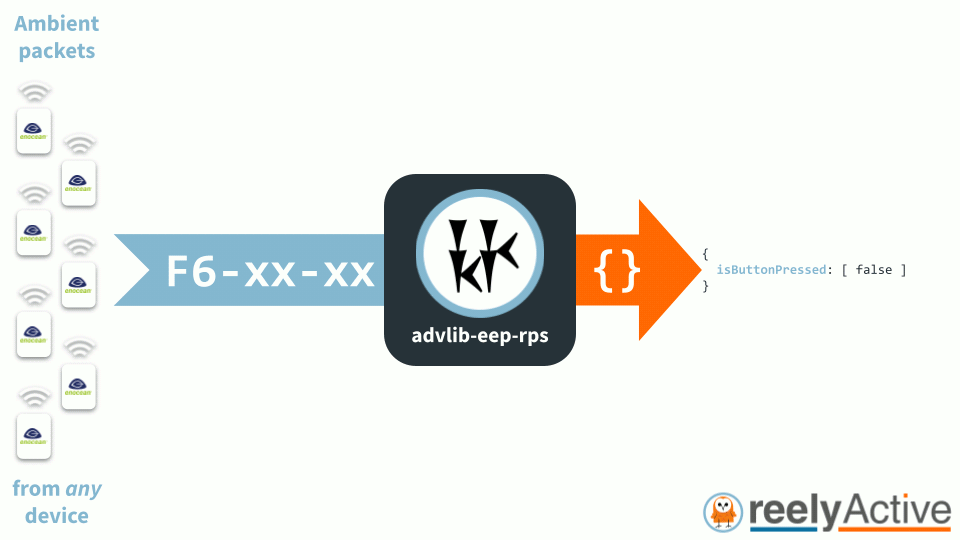 Ambient
packets
enocean
enocean
enocean
enocean
enocean
enocean
enocean
enocean
from any
device
F6-xx-xx
advlib-eep-rps
{}
{
isButtonPressed: [ false ]
}
reelyActive